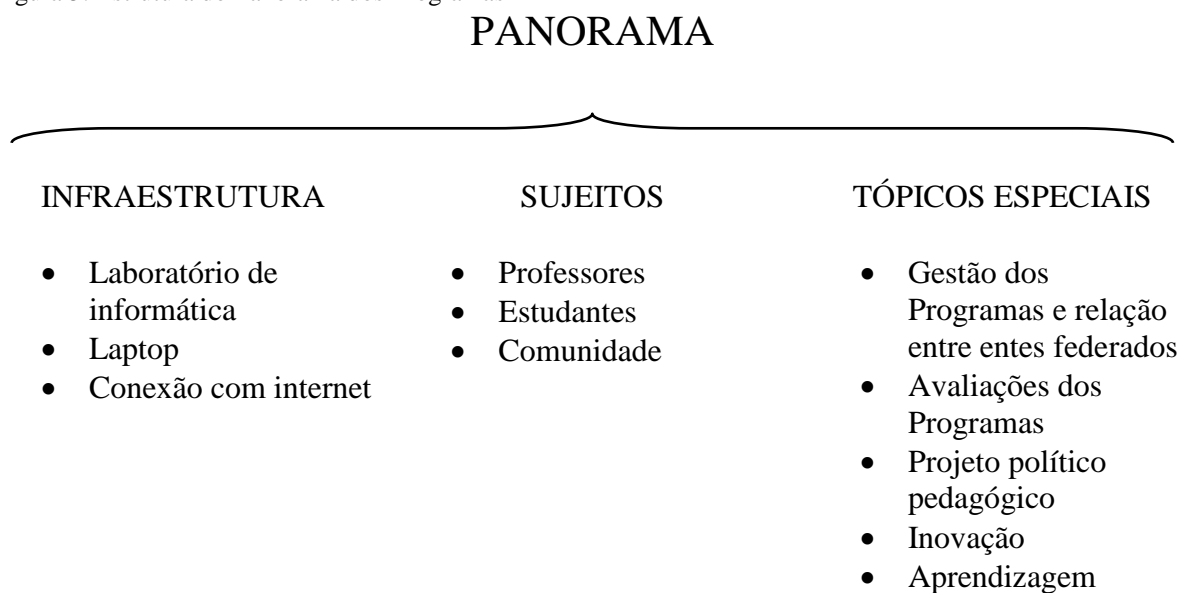 PANORAMA
INFRAESTRUTURA
• Laboratório de
informática
• Laptop
• Conexão com internet
SUJEITOS
• Professores
• Estudantes
• Comunidade
TÓPICOS ESPECIAIS
• Gestão dos
Programas e relação
entre entes federados
• Avaliações dos
Programas
• Projeto político
pedagógico
• Inovação
• Aprendizagem